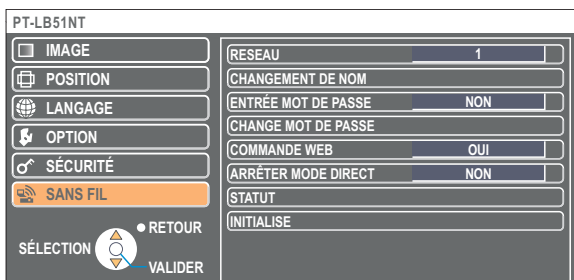 PT-LB51NT
IMAGE
POSITION
LANGAGE
OPTION
SÉCURITÉ
SANS FIL
RETOUR
SÉLECTION
VALIDER
RESEAU 1
CHANGEMENT DE NOM
ENTRÉE MOT DE PASSE NON
CHANGE MOT DE PASSE
COMMANDE WEB OUI
ARRÊTER MODE DIRECT NON
STATUT
INITIALISE